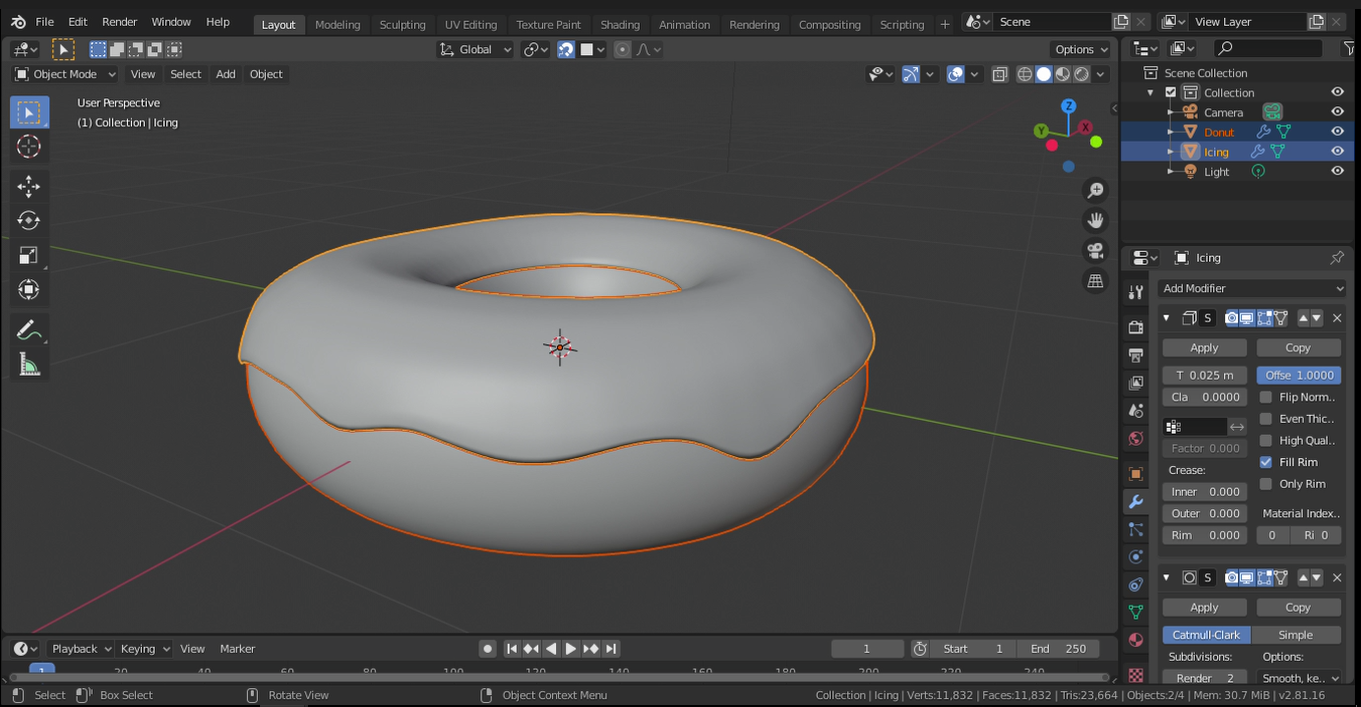 File Edit Render Window Help Layout Modeling Sculpting UV Editing Texture Paint Shading Animation Rendering Compositing Scripting + Scene View Layer
Global Options
Object Mode View Select Add Object
User Perspective
(1) Collection | Icing
Z
Y X
Scene Collection
Collection
Camera
Donut
Icing
Light
Icing
Add Modifier
S
Apply Copy
T 0.025 m Offse 1.0000
Cla 0.0000 Flip Norm..
Even Thic..
Factor 0.000 High Qual..
Crease: Fill Rim
Inner 0.000 Only Rim
Outer 0.000 Material Index..
Rim 0.000 0 Ri 0
S
Apply Copy
Catmull-Clark Simple
Subdivisions: Options:
Render 2 Smooth, ke..
Playback Keying View Marker 1 Start 1 End 250
1 20 40 60 80 100 120 140 160 180 200 220 240
Select Box Select Rotate View Object Context Menu Collection | Icing | Verts:11,832 | Faces:11,832 | Tris:23,664 | Objects:2/4 | Mem: 30.7 MiB | v2.81.16